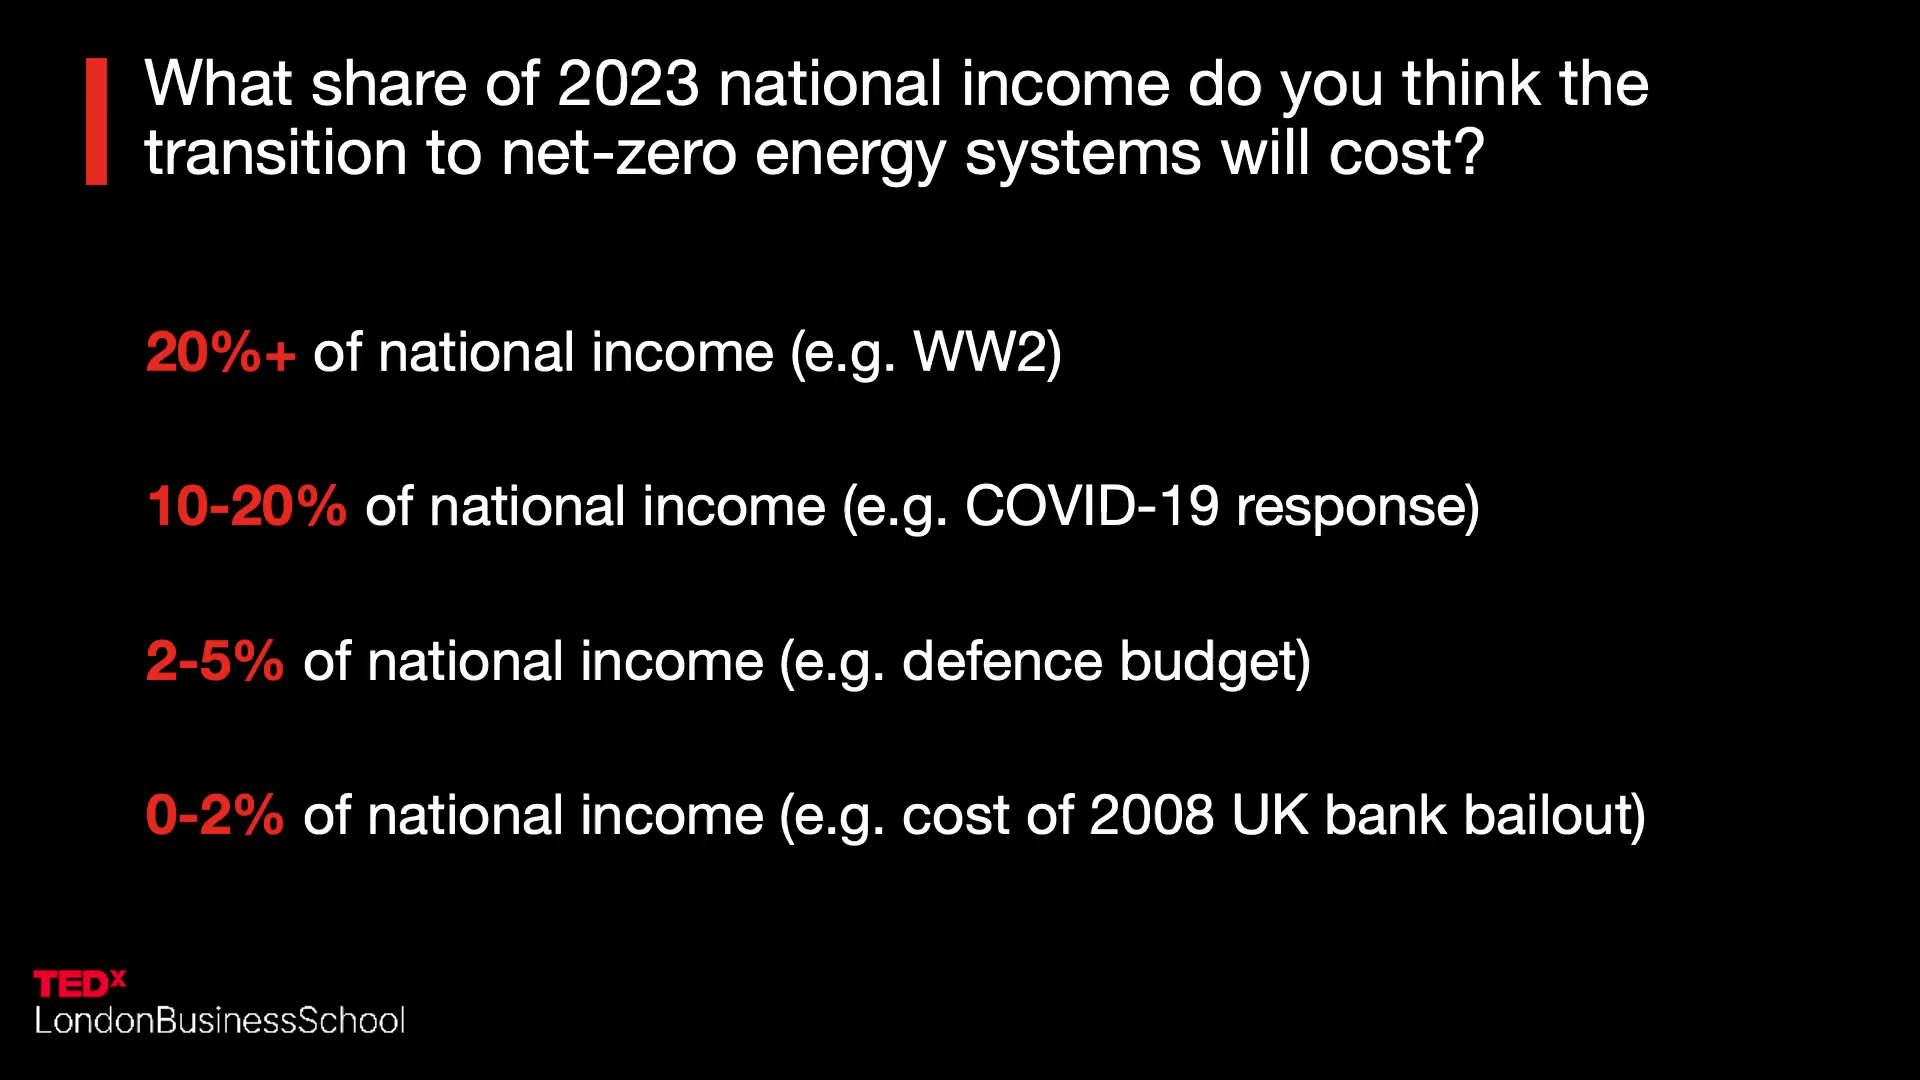 What share of 2023 national income do you think the
transition to net-zero energy systems will cost?
20%+ of national income (e.g. WW2)
10-20% of national income (e.g. COVID-19 response)
2-5% of national income (e.g. defence budget)
0-2% of national income (e.g. cost of 2008 UK bank bailout)
TEDx
LondonBusinessSchool